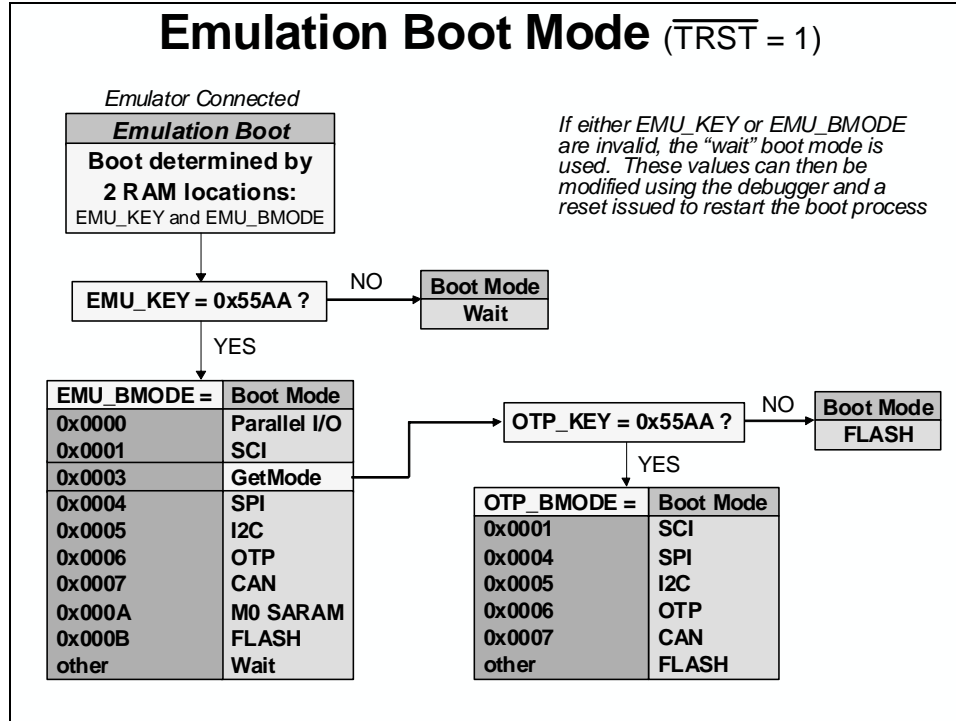 Emulation Boot Mode (TRST = 1)
Emulator Connected
Emulation Boot
Boot determined by
2 RAM locations:
EMU_KEY and EMU_BMODE
If either EMU_KEY or EMU_BMODE
are invalid, the “wait” boot mode is
used. These values can then be
modified using the debugger and a
reset issued to restart the boot process
EMU_KEY = 0x55AA ?
NO
Boot Mode
Wait
YES
EMU_BMODE = Boot Mode
0x0000 Parallel I/O
0x0001 SCI
0x0003 GetMode
0x0004 SPI
0x0005 I2C
0x0006 OTP
0x0007 CAN
0x000A M0 SARAM
0x000B FLASH
other Wait
OTP_KEY = 0x55AA ?
NO
Boot Mode
FLASH
YES
OTP_BMODE = Boot Mode
0x0001 SCI
0x0004 SPI
0x0005 I2C
0x0006 OTP
0x0007 CAN
other FLASH